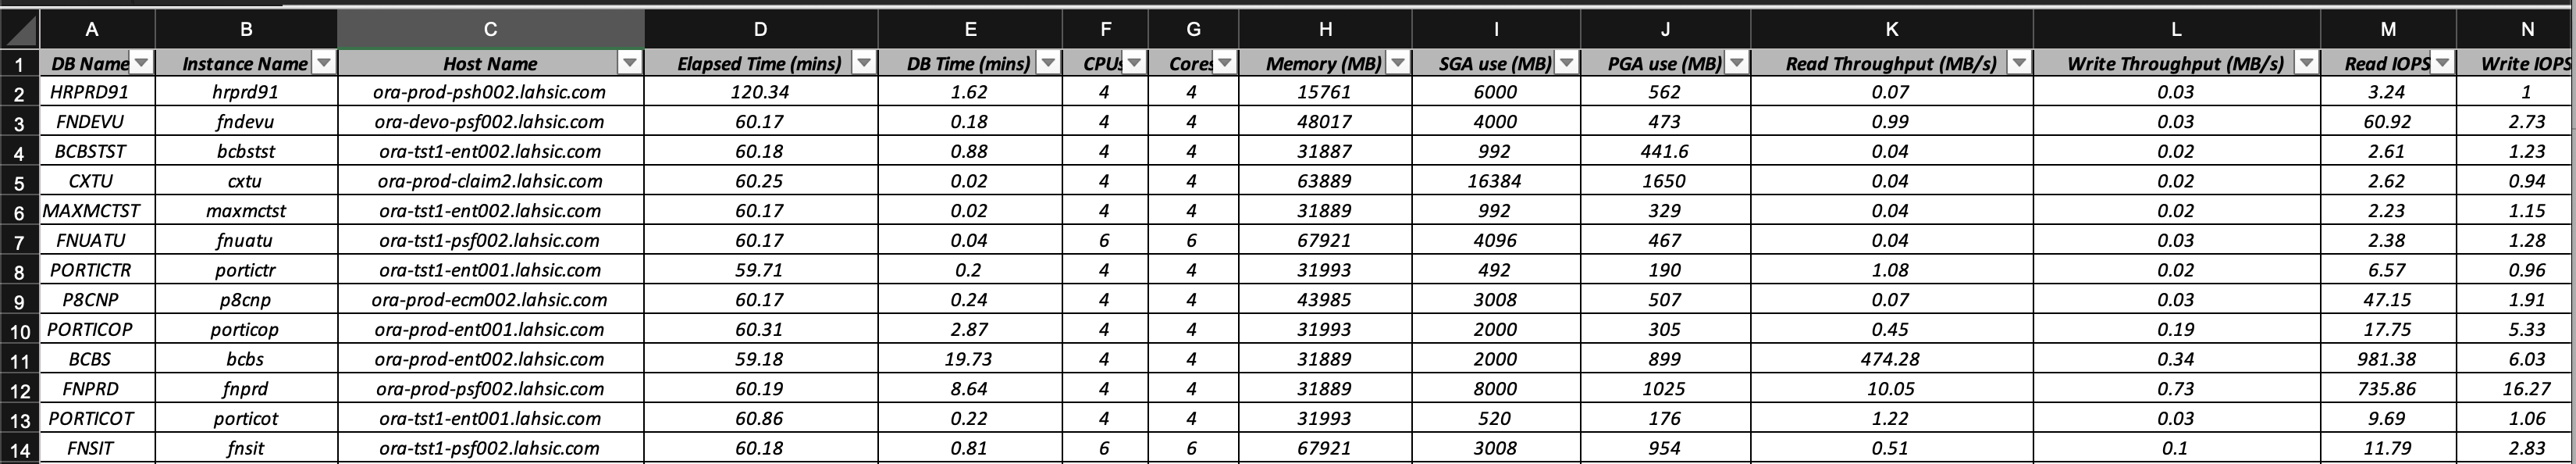 A B C D E F G H I J K L M N
1 DB Name Instance Name Host Name Elapsed Time (mins) DB Time (mins) CPUs Cores Memory (MB) SGA use (MB) PGA use (MB) Read Throughput (MB/s) Write Throughput (MB/s) Read IOPS Write IOPS
2 HRPRD91 hrprd91 ora-prod-psh002.lahsic.com 120.34 1.62 4 4 15761 6000 562 0.07 0.03 3.24 1
3 FNDEVU fndevu ora-devo-psf002.lahsic.com 60.17 0.18 4 4 48017 4000 473 0.99 0.03 60.92 2.73
4 BCBSTST bcbstst ora-tst1-ent002.lahsic.com 60.18 0.88 4 4 31887 992 441.6 0.04 0.02 2.61 1.23
5 CXTU cxtu ora-prod-claim2.lahsic.com 60.25 0.02 4 4 63889 16384 1650 0.04 0.02 2.62 0.94
6 MAXMCTST maxmctst ora-tst1-ent002.lahsic.com 60.17 0.02 4 4 31889 992 329 0.04 0.02 2.23 1.15
7 FNUATU fnuatu ora-tst1-psf002.lahsic.com 60.17 0.04 6 6 67921 4096 467 0.04 0.03 2.38 1.28
8 PORTICTR portictr ora-tst1-ent001.lahsic.com 59.71 0.2 4 4 31993 492 190 1.08 0.02 6.57 0.96
9 P8CNP p8cnp ora-prod-ecm002.lahsic.com 60.17 0.24 4 4 43985 3008 507 0.07 0.03 47.15 1.91
10 PORTICOP porticop ora-prod-ent001.lahsic.com 60.31 2.87 4 4 31993 2000 305 0.45 0.19 17.75 5.33
11 BCBS bcbs ora-prod-ent002.lahsic.com 59.18 19.73 4 4 31889 2000 899 474.28 0.34 981.38 6.03
12 FNPRD fnprd ora-prod-psf002.lahsic.com 60.19 8.64 4 4 31889 8000 1025 10.05 0.73 735.86 16.27
13 PORTICOT porticot ora-tst1-ent001.lahsic.com 60.86 0.22 4 4 31993 520 176 1.22 0.03 9.69 1.06
14 FNSIT fnsit ora-tst1-psf002.lahsic.com 60.18 0.81 6 6 67921 3008 954 0.51 0.1 11.79 2.83